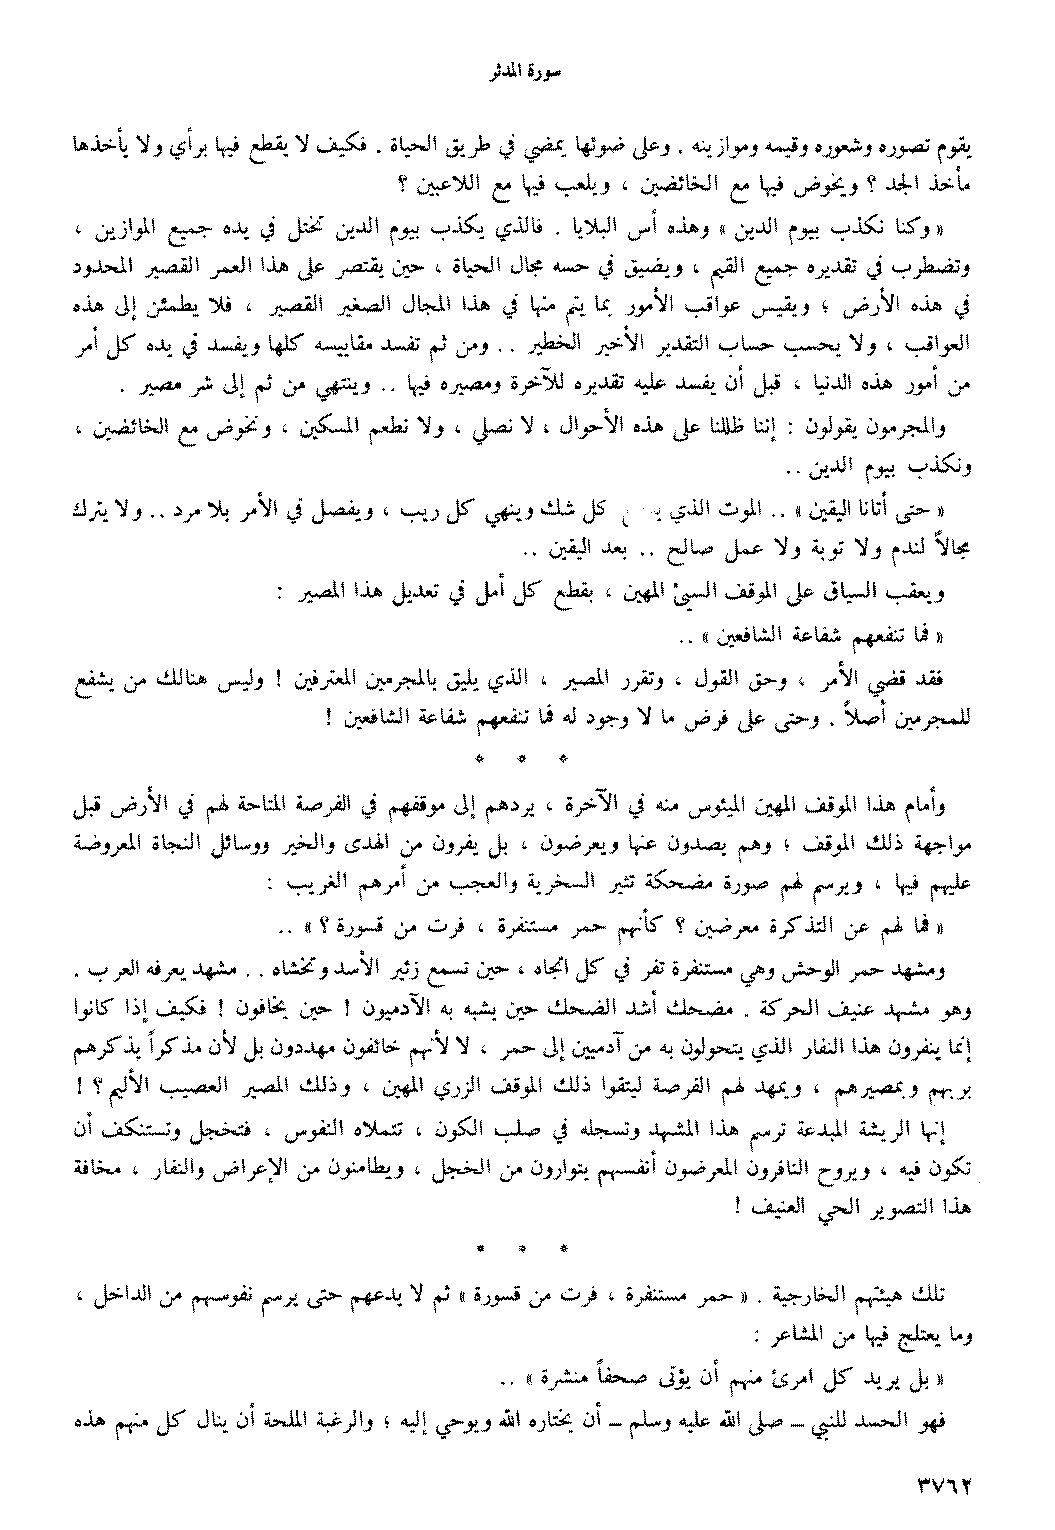 سورة المدثر
يقوم تصوره وشعوره وقيمه وموازينه . وعلى ضوئها يمضي في طريق الحياة . فكيف لا يقطع فيها برأي ولا يأخذها
مأخذ الجد ؟ ويخوض فيها مع الخائضين ، ويلعب فيها مع اللاعبين ؟
« وكنا نكذب بيوم الدين » وهذه أس البلايا . فالذي يكذب بيوم الدين تختل في يده جميع الموازين ،
وتضطرب في تقديره جميع القيم ، ويضيق في حسه مجال الحياة ، حين يقتصر على هذا العمر القصير المحدود
في هذه الأرض ؛ ويقيس عواقب الأمور بما يتم منها في هذا المجال الصغير القصير ، فلا يطمئن إلى هذه
العواقب ، ولا يحسب حساب التقدير الأخير الخطير .. ومن ثم تفسد مقاييسه كلها ويفسد في يده كل أمر
من أمور هذه الدنيا ، قبل أن يفسد عليه تقديره للآخرة ومصيره فيها .. وينتهي من ثم إلى شر مصير .
والمجرمون يقولون : إننا ظللنا على هذه الأحوال ، لا نصلي ، ولا نطعم المسكين ، ونخوض مع الخائضين ،
ونكذب بيوم الدين ..
« حتى أتانا اليقين » .. الموت الذي كل شك وينهي كل ريب ، ويفصل في الأمر بلا مرد .. ولا يترك
مجالاً لندم ولا توبة ولا عمل صالح .. بعد اليقين ..
ويعقب السياق على الموقف السيئ المهين ، بقطع كل أمل في تعديل هذا المصير :
« فما تنفعهم شفاعة الشافعين » ..
فقد قضي الأمر ، وحق القول ، وتقرر المصير ، الذي يليق بالمجرمين المعترفين ! وليس هنالك من يشفع
للمجرمين أصلاً . وحتى على فرض ما لا وجود له فما تنفعهم شفاعة الشافعين !
* * *
وأمام هذا الموقف المهين الميئوس منه في الآخرة ، يردهم إلى موقفهم في الفرصة المتاحة لهم في الأرض قبل
مواجهة ذلك الموقف ؛ وهم يصدون عنها ويعرضون ، بل يفرون من الهدى والخير ووسائل النجاة المعروضة
عليهم فيها ، ويرسم لهم صورة مضحكة تثير السخرية والعجب من أمرهم الغريب :
« فما لهم عن التذكرة معرضين ؟ كأنهم حمر مستنفرة ، فرت من قسورة ؟ » ..
ومشهد حمر الوحش وهي مستنفرة تفر في كل اتجاه ، حين تسمع زئير الأسد وتخشاه .. مشهد يعرفه العرب .
وهو مشهد عنيف الحركة . مضحك أشد الضحك حين يشبه به الآدميون ! حين يخافون ! فكيف إذا كانوا
إنما ينفرون هذا النفار الذي يتحولون به من آدميين إلى حمر ، لا لأنهم خائفون مهددون بل لأن مذكراً يذكرهم
بربهم وبمصيرهم ، ويمهد لهم الفرصة ليتقوا ذلك الموقف الزري المهين ، وذلك المصير العصيب الأليم ؟ !
إنها الريشة المبدعة ترسم هذا المشهد وتسجله في صلب الكون ، تتملاه النفوس ، فتخجل وتستنكف أن
تكون فيه ، ويروح النافرون المعرضون أنفسهم يتوارون من الخجل ، ويطامنون من الإعراض والنفار ، مخافة
هذا التصوير الحي العنيف !
* * *
تلك هيئتهم الخارجية . « حمر مستنفرة ، فرت من قسورة » ثم لا يدعهم حتى يرسم نفوسهم من الداخل ،
وما يعتلج فيها من المشاعر :
« بل يريد كل امرئ منهم أن يؤتى صحفاً منشرة » ..
فهو الحسد للنبي ــ صلى الله عليه وسلم ــ أن يختاره الله ويوحي إليه ؛ والرغبة الملحة أن ينال كل منهم هذه
٣٧٦٢